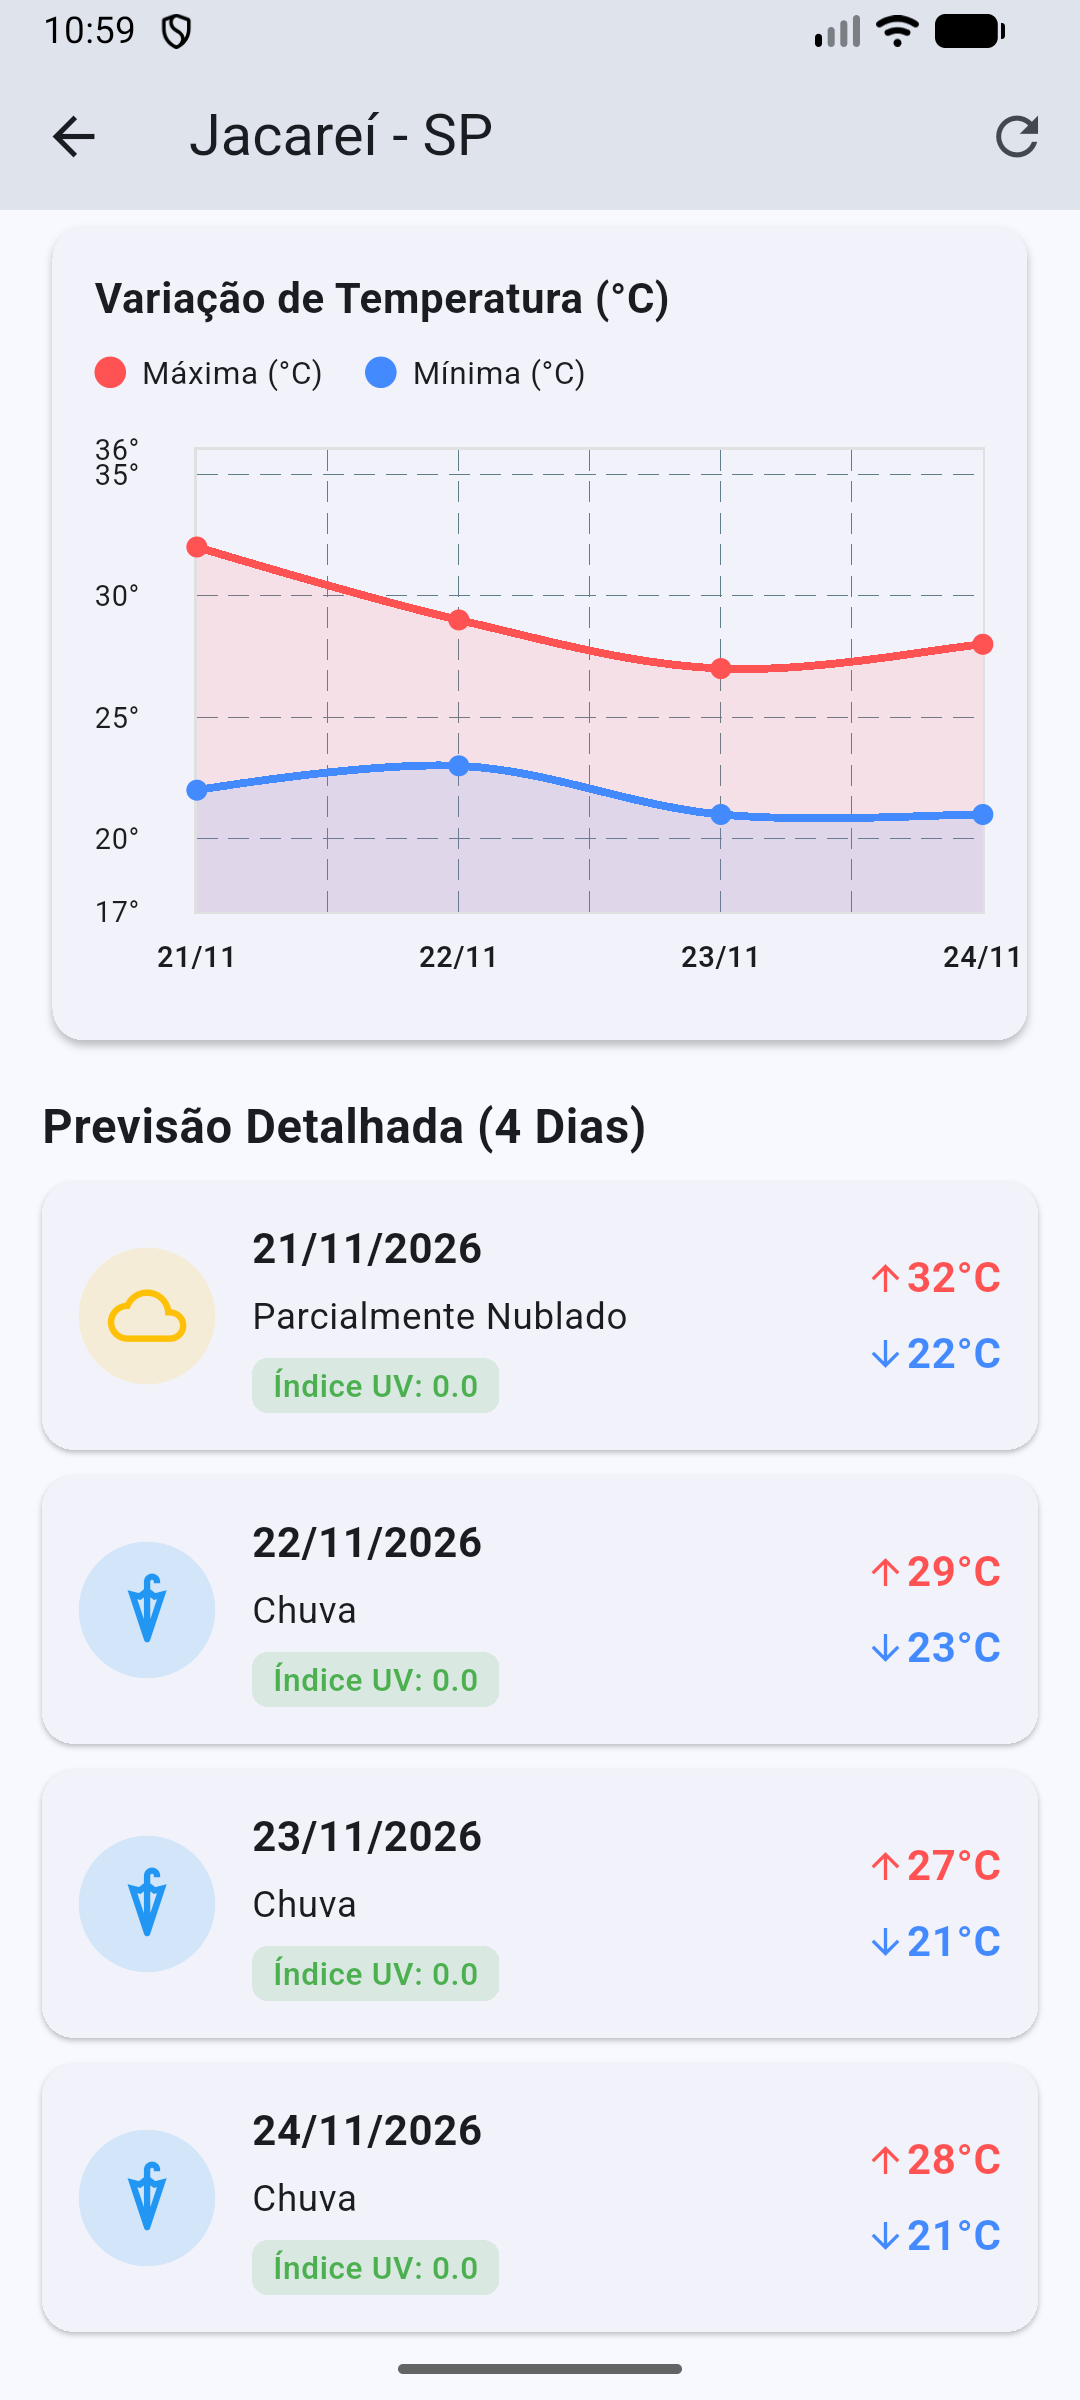 10:59
Jacareí - SP
Variação de Temperatura (°C)
Máxima (°C) Mínima (°C)
36°
35°
30°
25°
20°
17°
21/11 22/11 23/11 24/11
Previsão Detalhada (4 Dias)
21/11/2026
Parcialmente Nublado
Índice UV: 0.0
32°C
22°C
22/11/2026
Chuva
Índice UV: 0.0
29°C
23°C
23/11/2026
Chuva
Índice UV: 0.0
27°C
21°C
24/11/2026
Chuva
Índice UV: 0.0
28°C
21°C